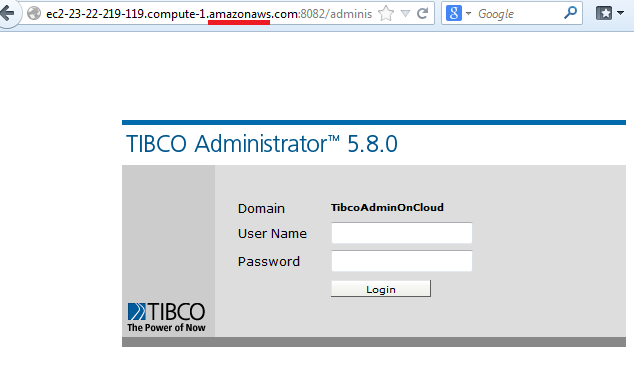 ec2-23-22-219-119.compute-1.amazonaws.com:8082/adminis
8 Google
TIBCO Administrator™ 5.8.0
Domain TibcoAdminOnCloud
User Name
Password
Login
TIBCO
The Power of Now